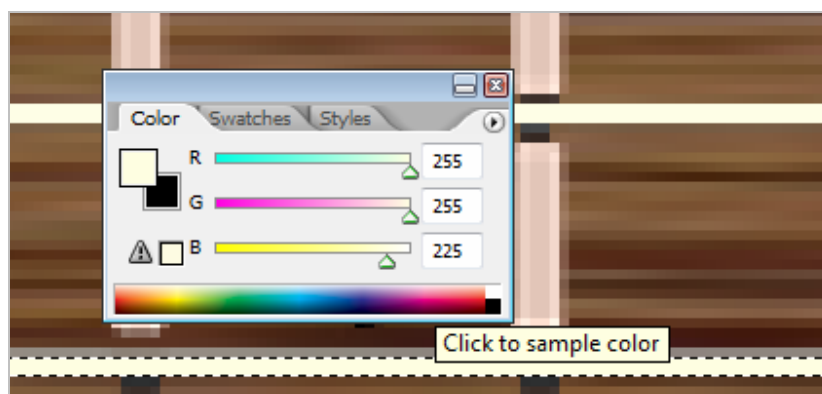 Color Swatches Styles
R 255
G 255
B 225
Click to sample color